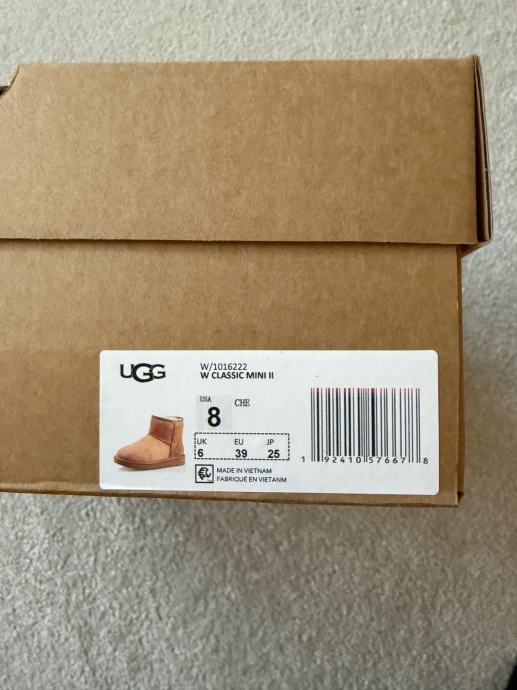 UGG
W/1016222
W CLASSIC MINI II
USA
8
CHE
UK EU JP
6 39 25
MADE IN VIETNAM
FABRIQUÉ EN VIETANM
1 92410 57667 8